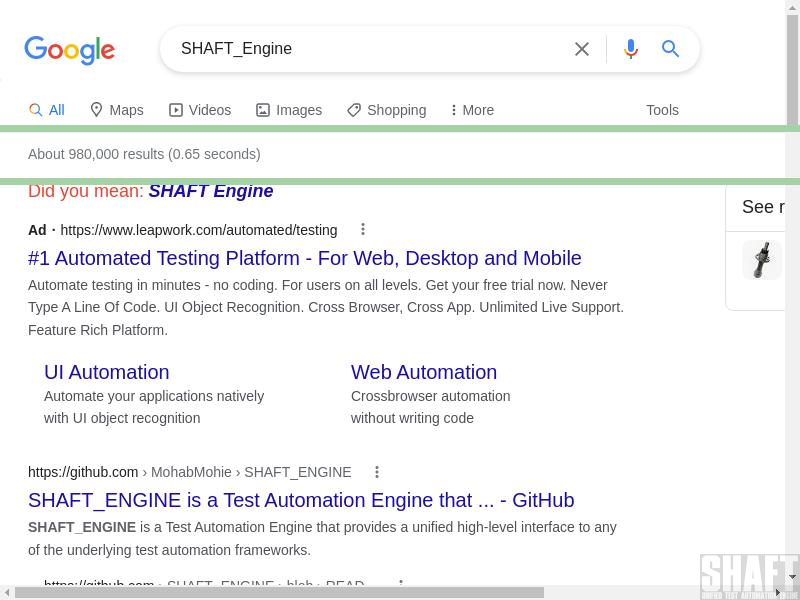 Google
SHAFT_Engine
All
Maps
Videos
Images
Shopping
More
Tools
About 980,000 results (0.65 seconds)
Did you mean: SHAFT Engine
See r
Ad · https://www.leapwork.com/automated/testing
#1 Automated Testing Platform - For Web, Desktop and Mobile
Automate testing in minutes - no coding. For users on all levels. Get your free trial now. Never
Type A Line Of Code. UI Object Recognition. Cross Browser, Cross App. Unlimited Live Support.
Feature Rich Platform.
UI Automation
Automate your applications natively
with UI object recognition
Web Automation
Crossbrowser automation
without writing code
https://github.com › MohabMohie › SHAFT_ENGINE
SHAFT_ENGINE is a Test Automation Engine that ... - GitHub
SHAFT_ENGINE is a Test Automation Engine that provides a unified high-level interface to any
of the underlying test automation frameworks.
https://github.com › SHAFT_ENGINE › blob › READ...
SHAFT